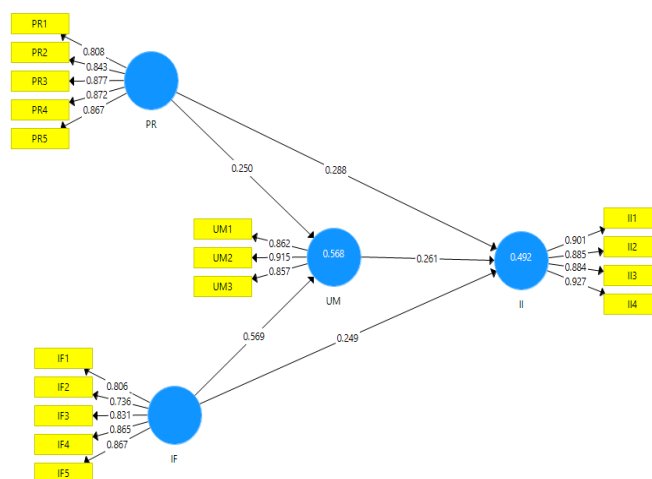 PR1
PR2
PR3
PR4
PR5
0.808
0.843
0.877
0.872
0.867
PR
0.250
0.288
UM1
UM2
UM3
0.862
0.915
0.857
0.568
UM
0.261
0.492
II
0.901
0.885
0.884
0.927
II1
II2
II3
II4
0.569
0.249
IF1
IF2
IF3
IF4
IF5
0.806
0.736
0.831
0.865
0.867
IF